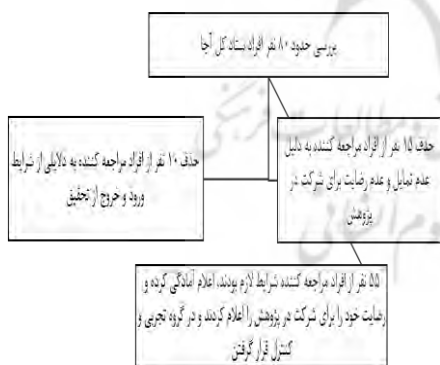 بررسی حدود ۸۰ نفر افراد ستاد کل آجا
حذف ۱۵ نفر از افراد مراجعه کننده به دلیل
عدم تمایل و عدم رضایت برای شرکت در
پژوهش
حذف ۱۰ نفر از افراد مراجعه کننده به دلایلی از شرایط
ورود و خروج از تحقیق
۵۵ نفر از افراد مراجعه کننده شرایط لازم بودند، اعلام آمادگی کرده و
رضایت خود را برای شرکت در پژوهش را اعلام کردند و در گروه تجربی و
کنترل قرار گرفتن